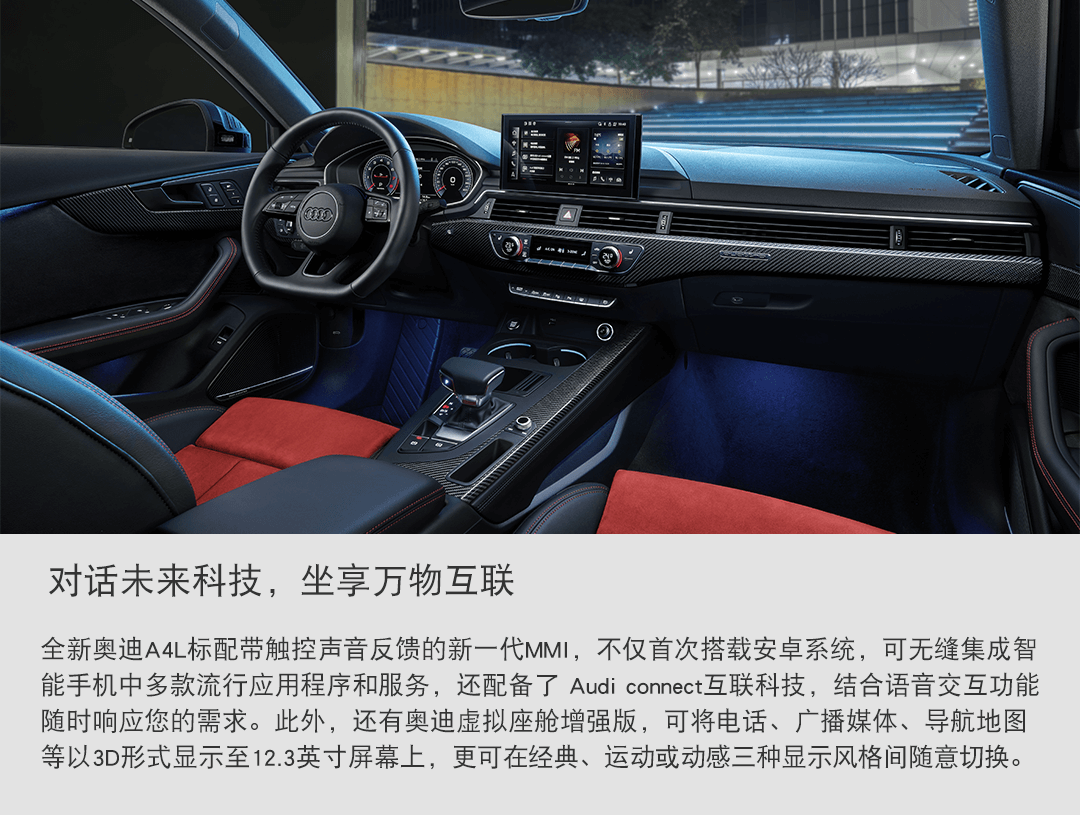 对话未来科技，坐享万物互联
全新奥迪A4L标配带触控声音反馈的新一代MMI，不仅首次搭载安卓系统，可无缝集成智
能手机中多款流行应用程序和服务，还配备了 Audi connect互联科技，结合语音交互功能
随时响应您的需求。此外，还有奥迪虚拟座舱增强版，可将电话、广播媒体、导航地图
等以3D形式显示至12.3英寸屏幕上，更可在经典、运动或动感三种显示风格间随意切换。